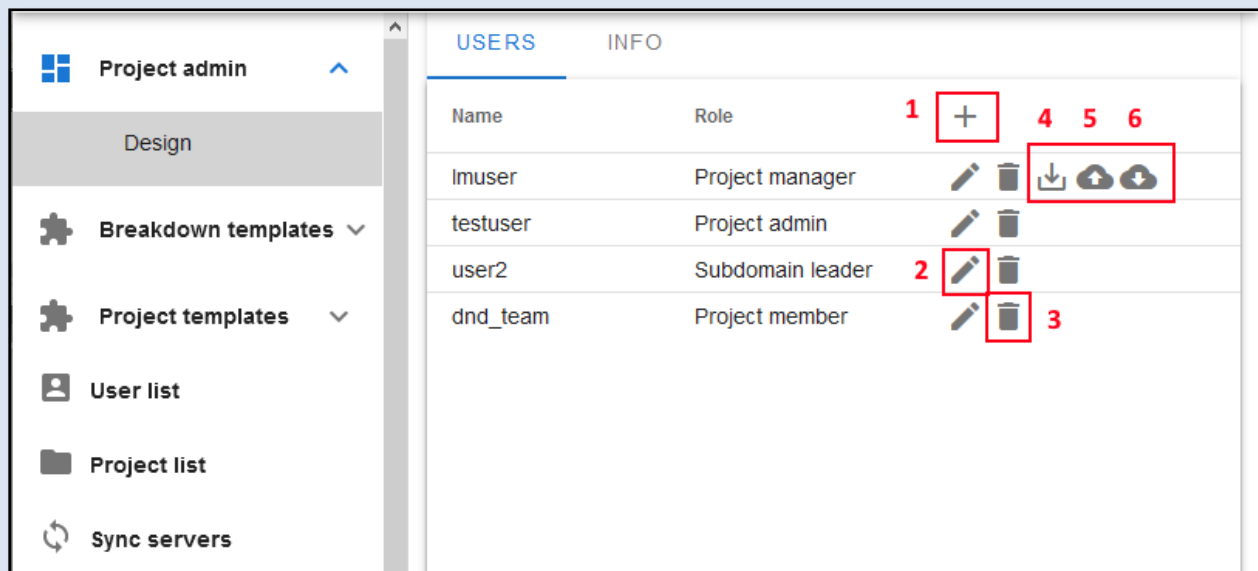 USERS INFO
Project admin
Name Role 1 4 5 6
Design
lmuser Project manager
testuser Project admin
Breakdown templates
user2 Subdomain leader 2
Project templates
dnd_team Project member 3
User list
Project list
Sync servers